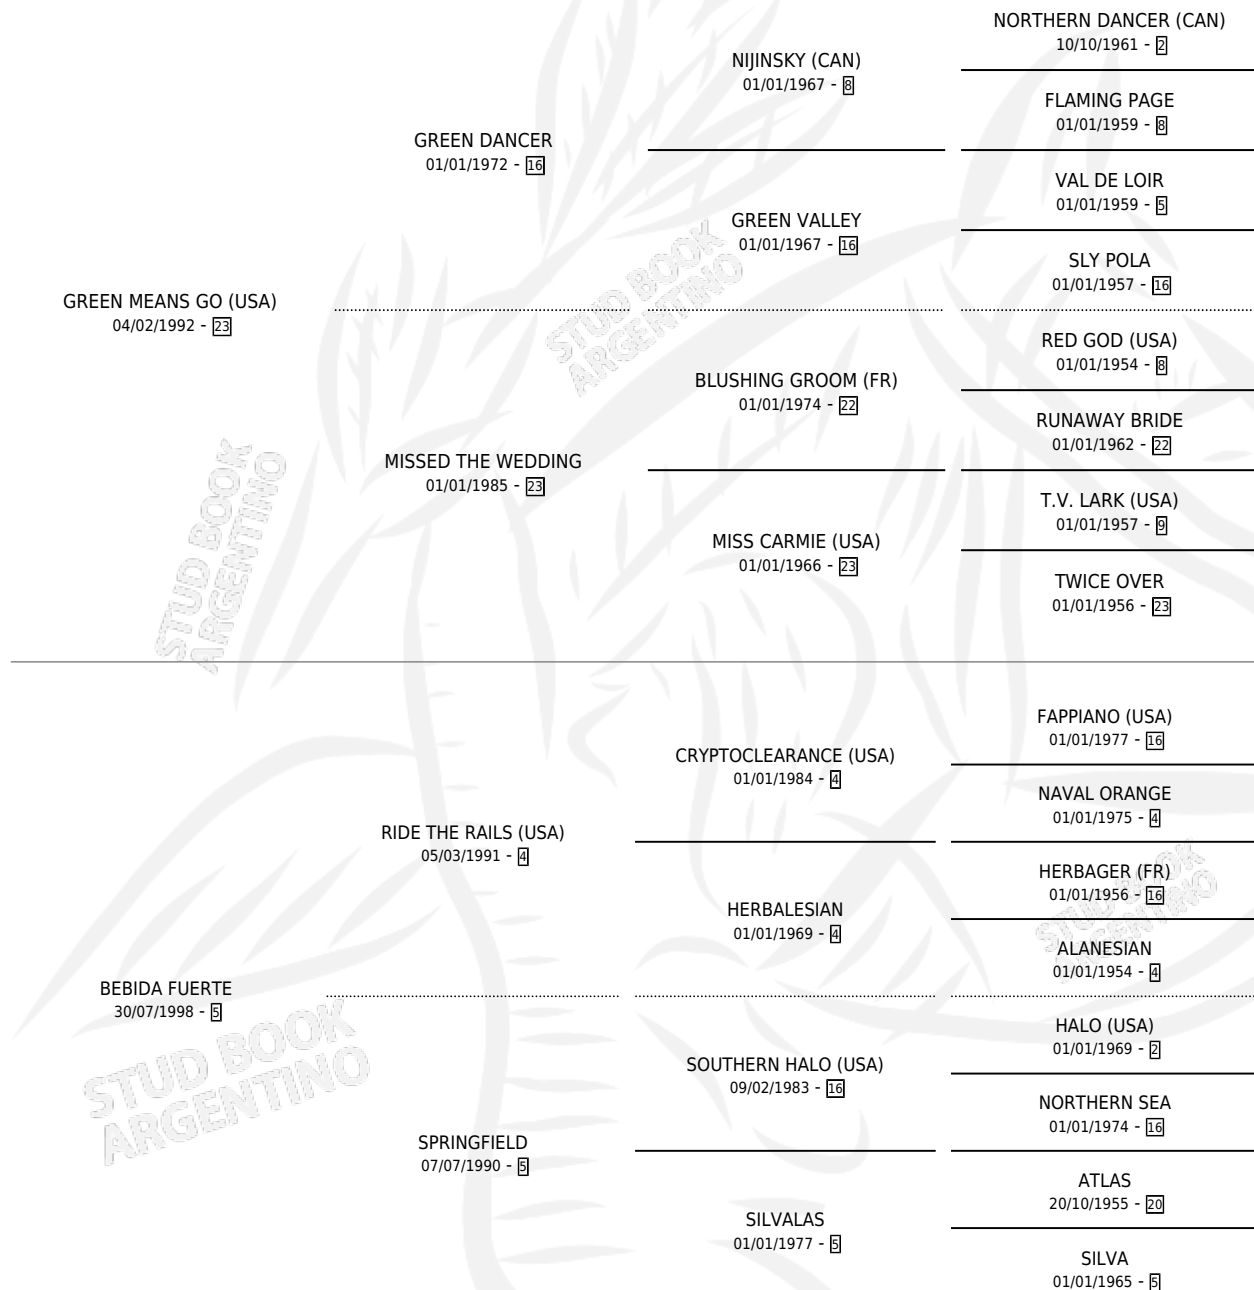 NORTHERN DANCER (CAN)
10/10/1961 - 2
NIJINSKY (CAN)
01/01/1967 - 8
FLAMING PAGE
01/01/1959 - 8
GREEN DANCER
01/01/1972 - 16
VAL DE LOIR
01/01/1959 - 5
GREEN VALLEY
01/01/1967 - 16
SLY POLA
01/01/1957 - 16
GREEN MEANS GO (USA)
04/02/1992 - 23
RED GOD (USA)
01/01/1954 - 8
BLUSHING GROOM (FR)
01/01/1974 - 22
RUNAWAY BRIDE
01/01/1962 - 22
MISSED THE WEDDING
01/01/1985 - 23
T.V. LARK (USA)
01/01/1957 - 9
MISS CARMIE (USA)
01/01/1966 - 23
TWICE OVER
01/01/1956 - 23
FAPPIANO (USA)
01/01/1977 - 16
CRYPTOCLEARANCE (USA)
01/01/1984 - 4
NAVAL ORANGE
01/01/1975 - 4
RIDE THE RAILS (USA)
05/03/1991 - 4
HERBAGER (FR)
01/01/1956 - 16
HERBALESIAN
01/01/1969 - 4
ALANESIAN
01/01/1954 - 4
BEBIDA FUERTE
30/07/1998 - 5
HALO (USA)
01/01/1969 - 2
SOUTHERN HALO (USA)
09/02/1983 - 16
NORTHERN SEA
01/01/1974 - 16
SPRINGFIELD
07/07/1990 - 5
ATLAS
20/10/1955 - 20
SILVALAS
01/01/1977 - 5
SILVA
01/01/1965 - 5
STUD BOOK
ARGENTINO
STUD BOOK
ARGENTINO
STUD BOOK
ARGENTINO
STUD BOOK
ARGENTINO